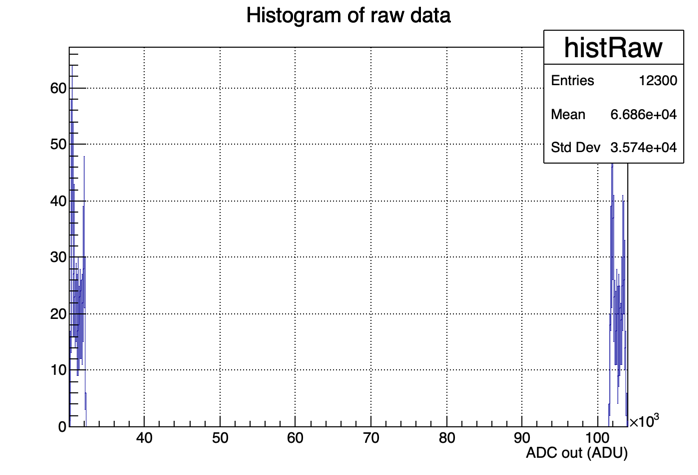 Histogram of raw data
histRaw
Entries 12300
Mean 6.686e+04
Std Dev 3.574e+04
60
50
40
30
20
10
0
40 50 60 70 80 90 100 ×10³
ADC out (ADU)